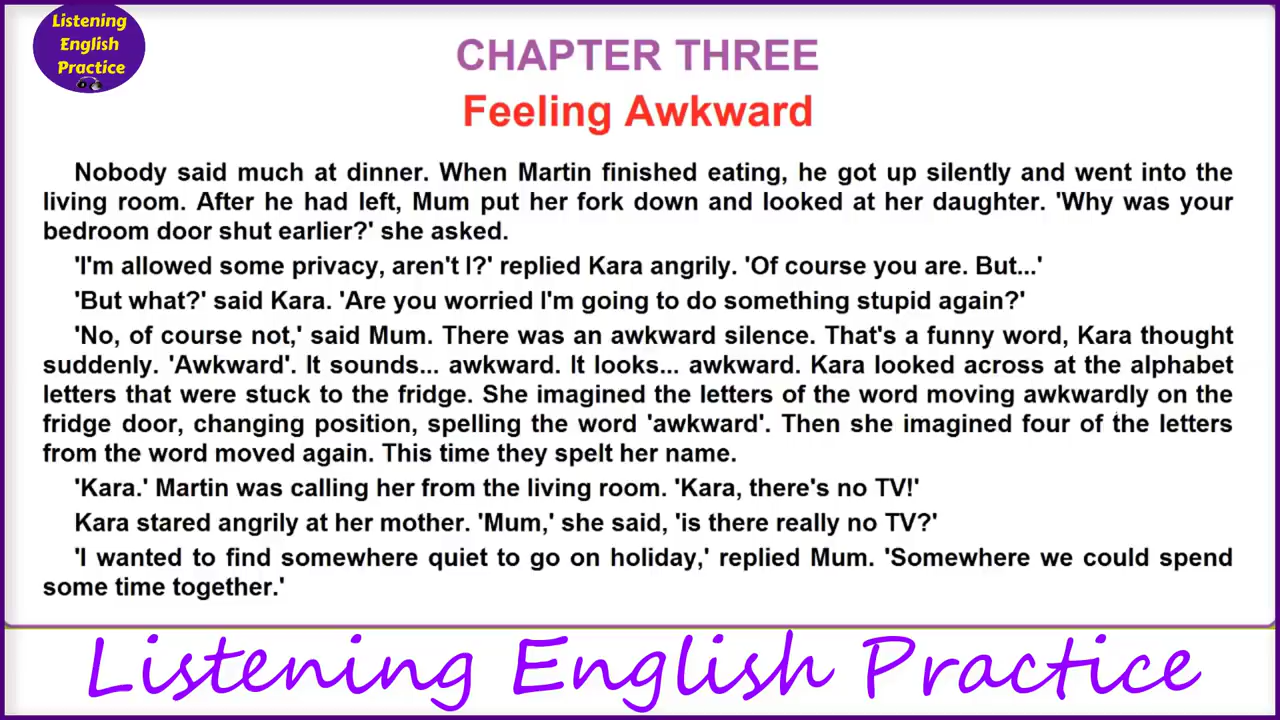 Listening
English
Practice
CHAPTER THREE
Feeling Awkward
Nobody said much at dinner. When Martin finished eating, he got up silently and went into the
living room. After he had left, Mum put her fork down and looked at her daughter. 'Why was your
bedroom door shut earlier?' she asked.
'I'm allowed some privacy, aren't I?' replied Kara angrily. 'Of course you are. But...'
'But what?' said Kara. 'Are you worried I'm going to do something stupid again?'
'No, of course not,' said Mum. There was an awkward silence. That's a funny word, Kara thought
suddenly. 'Awkward'. It sounds... awkward. It looks... awkward. Kara looked across at the alphabet
letters that were stuck to the fridge. She imagined the letters of the word moving awkwardly on the
fridge door, changing position, spelling the word 'awkward'. Then she imagined four of the letters
from the word moved again. This time they spelt her name.
'Kara.' Martin was calling her from the living room. 'Kara, there's no TV!'
Kara stared angrily at her mother. 'Mum,' she said, 'is there really no TV?'
'I wanted to find somewhere quiet to go on holiday,' replied Mum. 'Somewhere we could spend
some time together.'
Listening English Practice